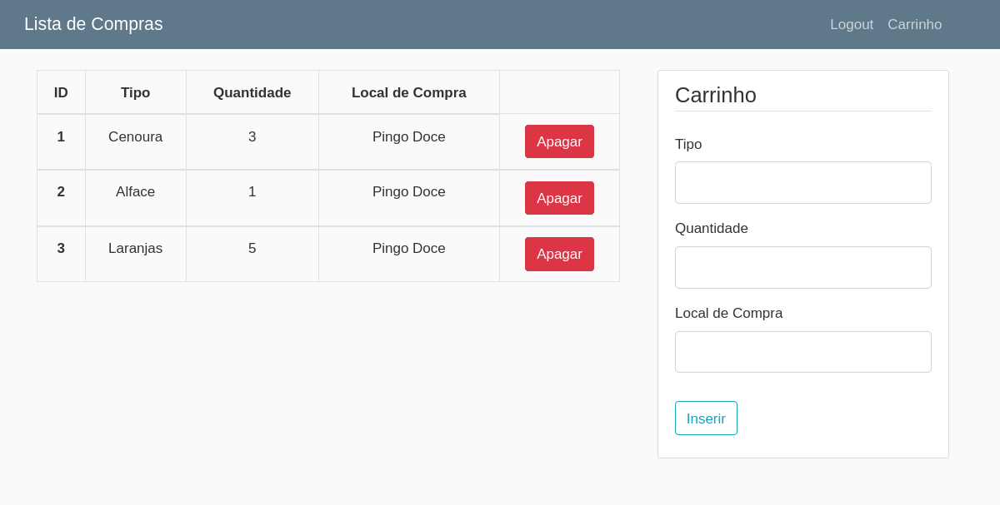 Lista de Compras
Logout Carrinho
ID Tipo Quantidade Local de Compra
1 Cenoura 3 Pingo Doce Apagar
2 Alface 1 Pingo Doce Apagar
3 Laranjas 5 Pingo Doce Apagar
Carrinho
Tipo
Quantidade
Local de Compra
Inserir